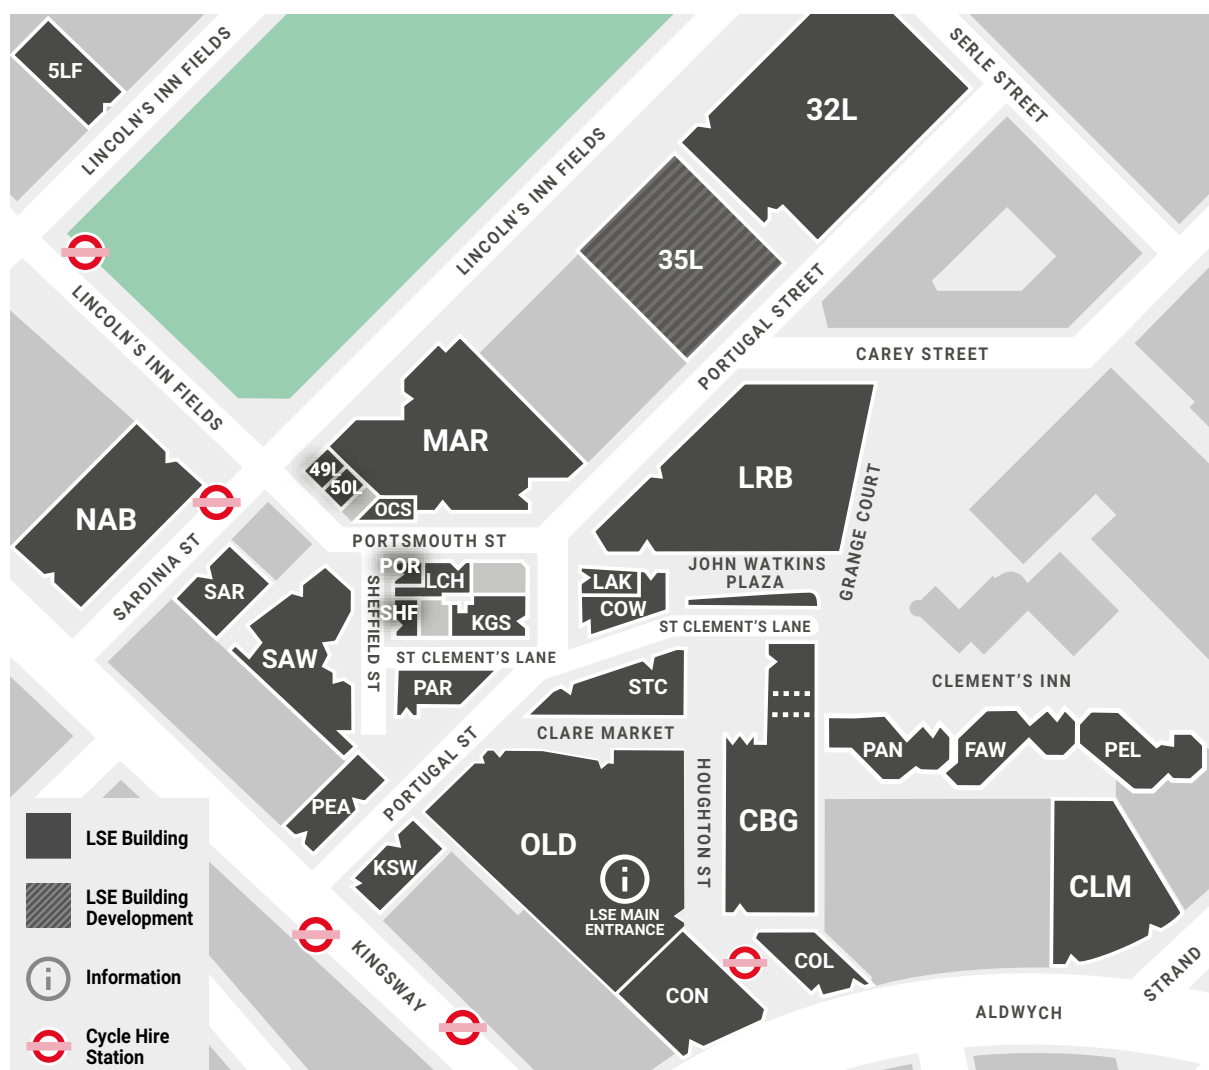 5LF
LINCOLN'S INN FIELDS
SERLE STREET
32L
LINCOLN'S INN FIELDS
35L
LINCOLN'S INN FIELDS
PORTUGAL STREET
CAREY STREET
MAR
49L
50L
OCS
LRB
NAB
GRANGE COURT
PORTSMOUTH ST
SARDINIA ST
POR
LCH
JOHN WATKINS
PLAZA
LAK
COW
SAR
SHEFFIELD ST
SHF
KGS
ST CLEMENT'S LANE
SAW
ST CLEMENT'S LANE
PAR
STC
CLEMENT'S INN
CLARE MARKET
PAN
FAW
PEL
PORTUGAL ST
HOUGHTON ST
PEA
CBG
OLD
KSW
CLM
LSE MAIN
ENTRANCE
COL
CON
KINGSWAY
STRAND
ALDWYCH
LSE Building
LSE Building
Development
Information
Cycle Hire
Station